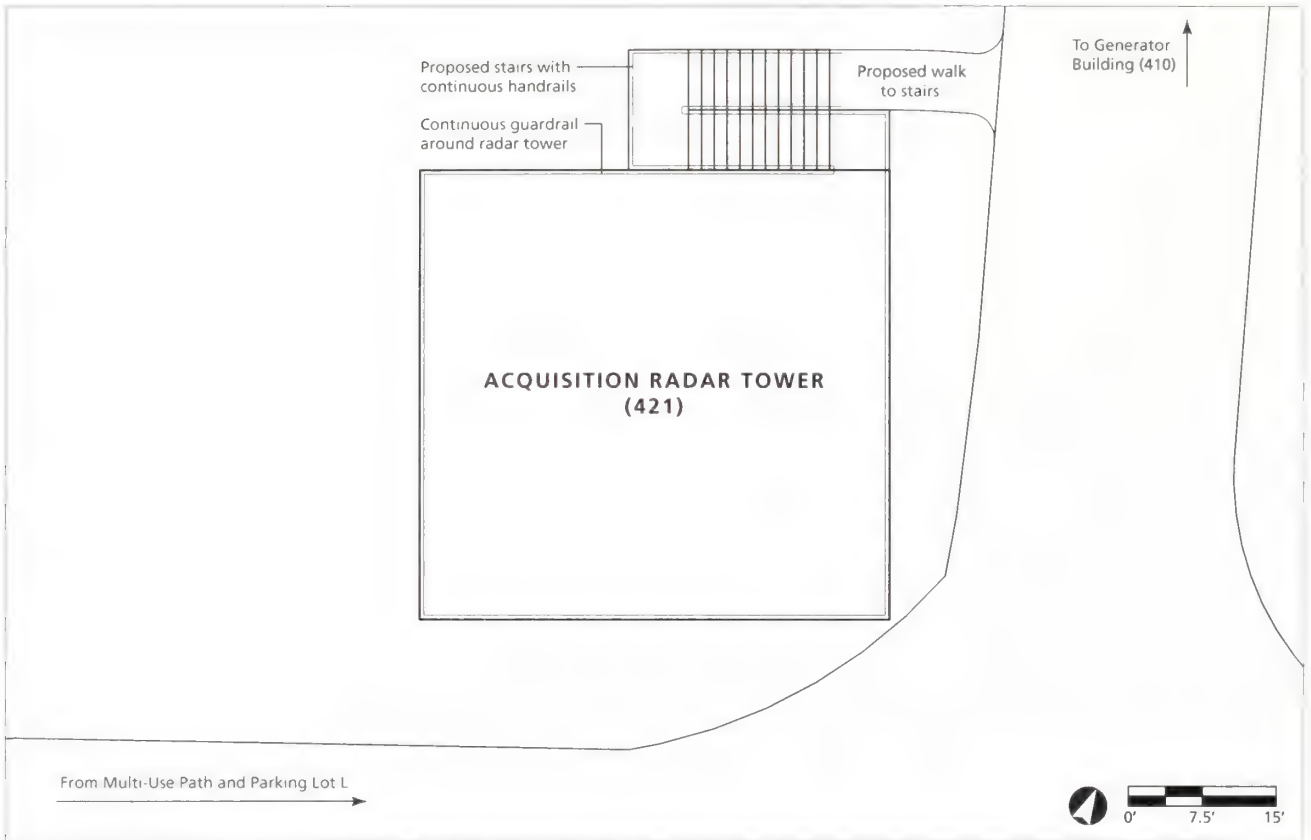 Proposed stairs with
continuous handrails
Continuous guardrail
around radar tower
Proposed walk
to stairs
To Generator
Building (410)
ACQUISITION RADAR TOWER
(421)
From Multi-Use Path and Parking Lot L
0' 7.5' 15'